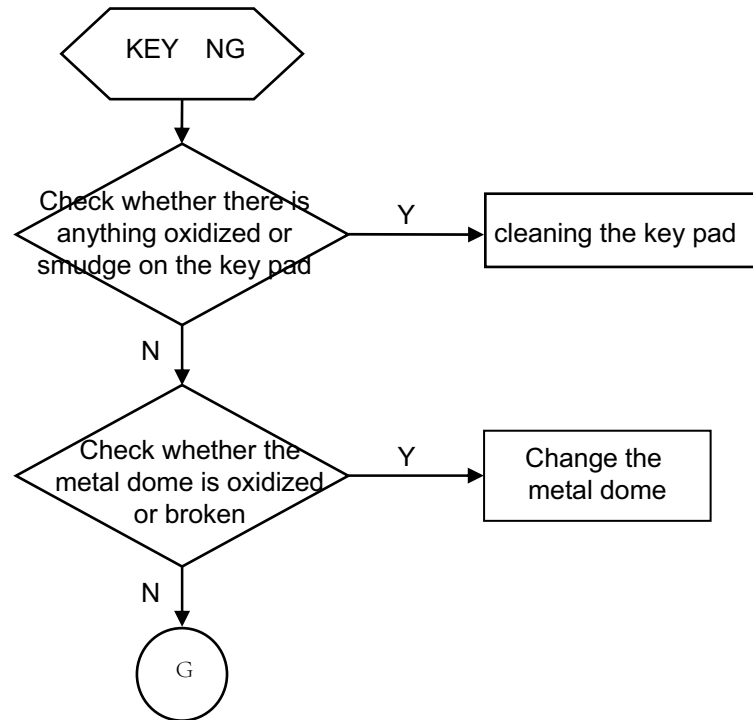 KEY NG
Check whether there is
anything oxidized or
smudge on the key pad
Y
cleaning the key pad
N
Check whether the
metal dome is oxidized
or broken
Y
Change the
metal dome
N
G